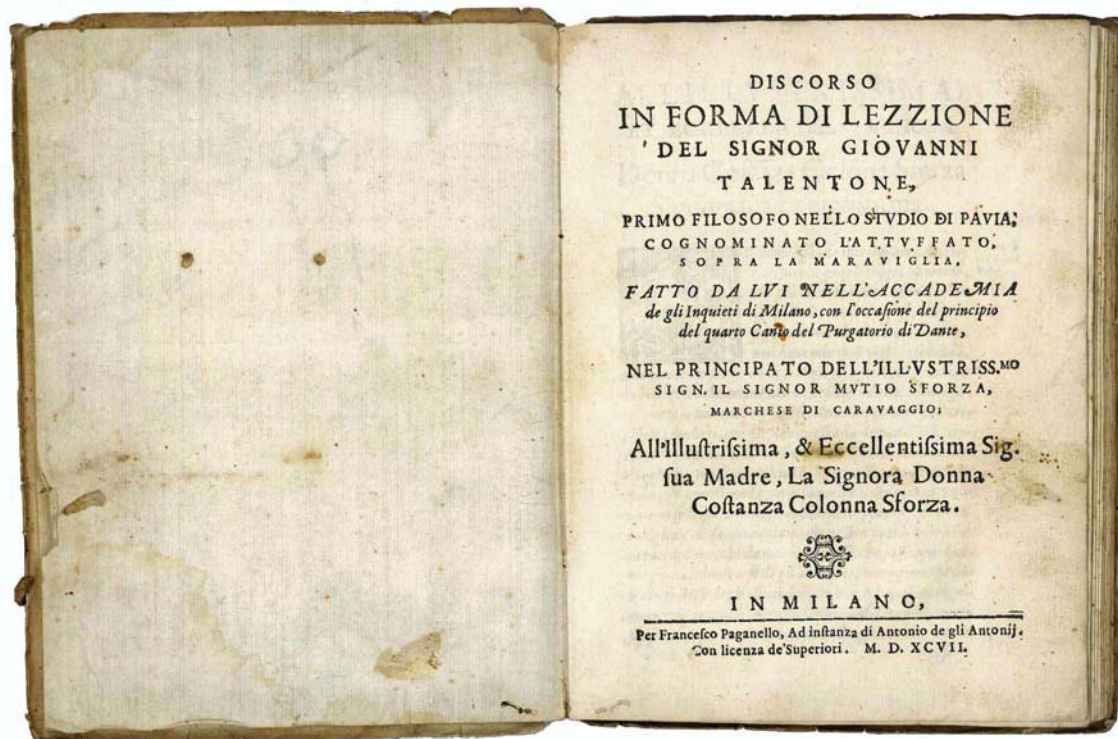 DISCORSO
IN FORMA DI LEZZIONE
DEL SIGNOR GIOVANNI
TALENTONE,
PRIMO FILOSOFO NELLO STVDIO DI PAVIA;
COGNOMINATO L'ATTVFFATO,
SOPRA LA MARAVIGLIA,
FATTO DA LVI NELL'ACCADEMIA
de gli Inquieti di Milano, con l'occaſione del principio
del quarto Canto del Purgatorio di Dante,
NEL PRINCIPATO DELL'ILLVSTRISS.MO
SIGN. IL SIGNOR MVTIO SFORZA,
MARCHESE DI CARAVAGGIO;
All'Illuſtriſsima, & Eccellentiſsima Sig.
ſua Madre, La Signora Donna
Coſtanza Colonna Sforza.
IN MILANO,
Per Franceſco Paganello, Ad inſtanza di Antonio de gli Antonij.
Con licenza de'Superiori. M. D. XCVII.